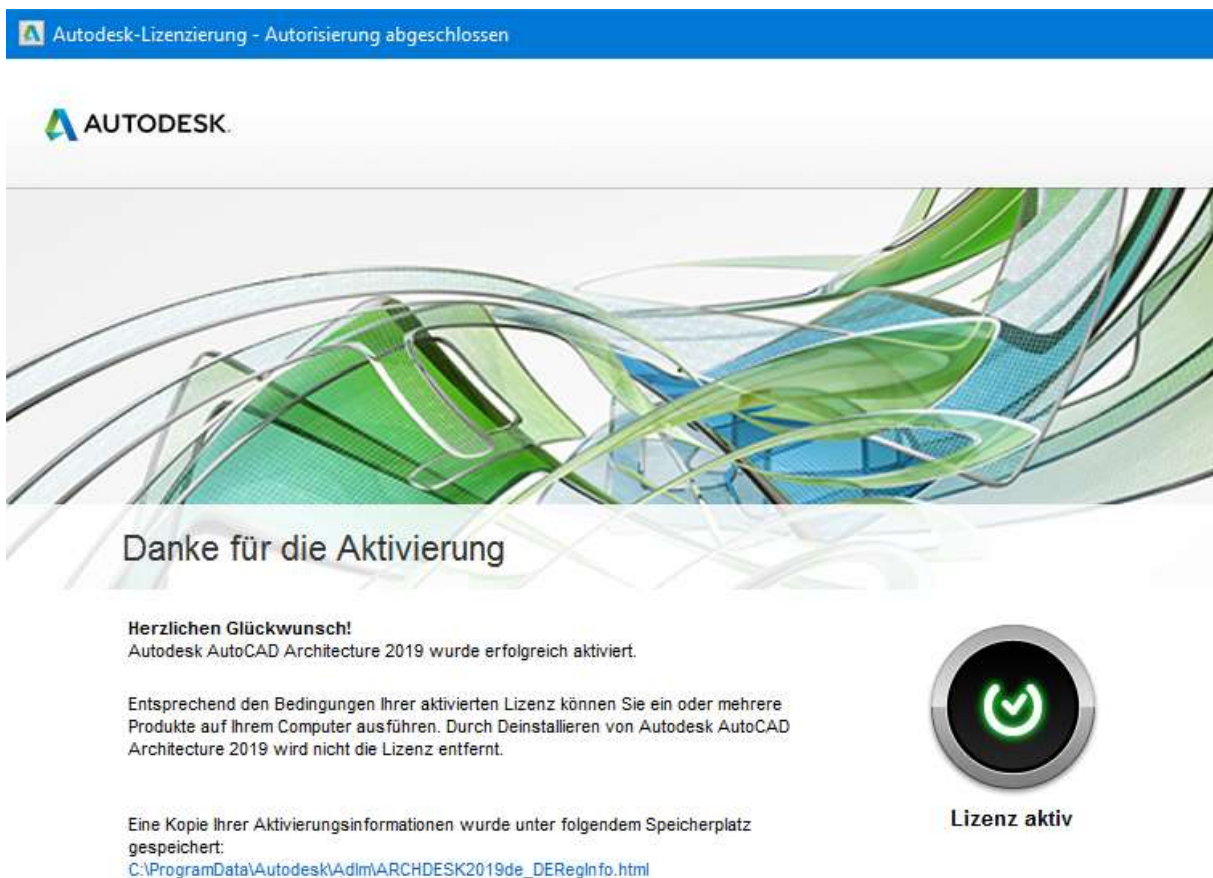 Autodesk-Lizenzierung - Autorisierung abgeschlossen
AUTODESK.
Danke für die Aktivierung
Herzlichen Glückwunsch!
Autodesk AutoCAD Architecture 2019 wurde erfolgreich aktiviert.
Entsprechend den Bedingungen Ihrer aktivierten Lizenz können Sie ein oder mehrere
Produkte auf Ihrem Computer ausführen. Durch Deinstallieren von Autodesk AutoCAD
Architecture 2019 wird nicht die Lizenz entfernt.
Lizenz aktiv
Eine Kopie Ihrer Aktivierungsinformationen wurde unter folgendem Speicherplatz
gespeichert:
C:\ProgramData\Autodesk\Adlm\ARCHDESK2019de_DERegInfo.html